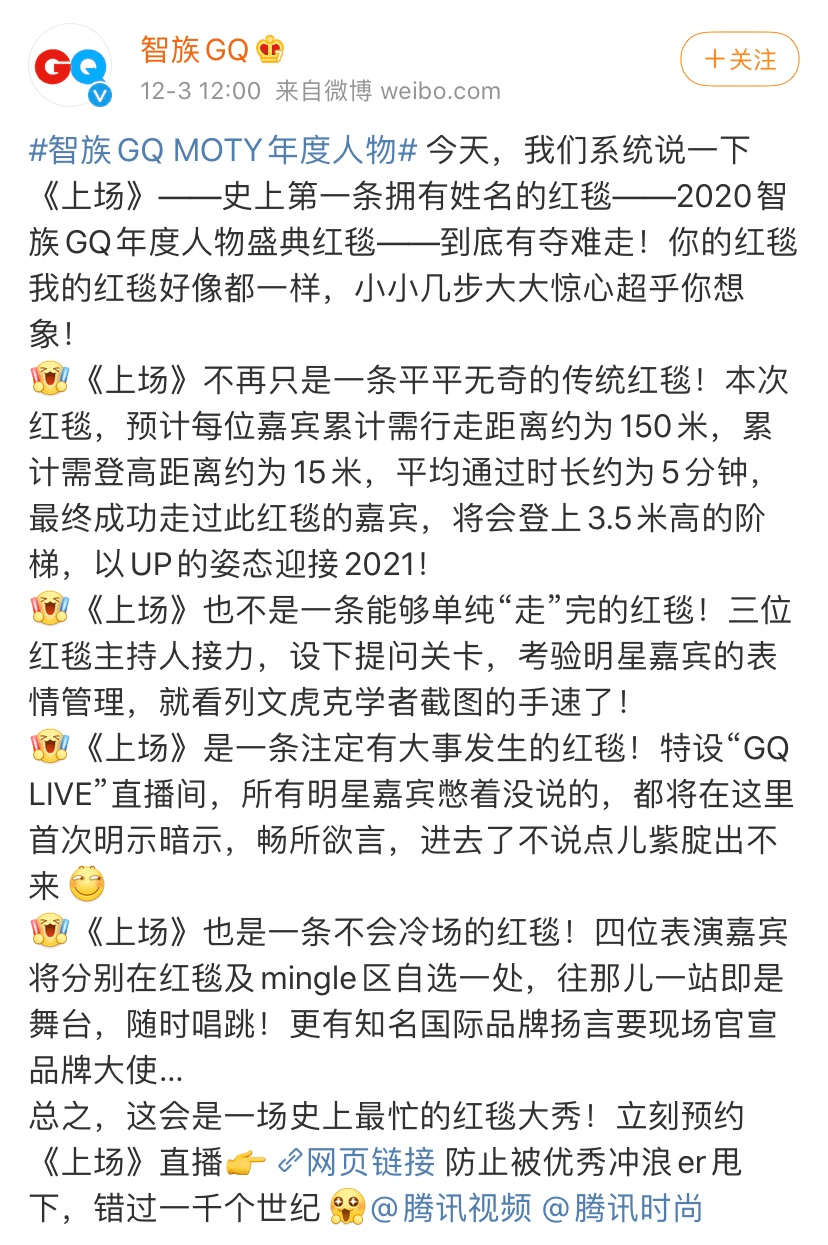 GQ
智族GQ
12-3 12:00 来自微博 weibo.com
+关注
#智族GQ MOTY年度人物# 今天，我们系统说一下
《上场》——史上第一条拥有姓名的红毯——2020智
族GQ年度人物盛典红毯——到底有夺难走！你的红毯
我的红毯好像都一样，小小几步大大惊心超乎你想
象！
《上场》不再只是一条平平无奇的传统红毯！本次
红毯，预计每位嘉宾累计需行走距离约为150米，累
计需登高距离约为15米，平均通过时长约为5分钟，
最终成功走过此红毯的嘉宾，将会登上3.5米高的阶
梯，以UP的姿态迎接2021！
《上场》也不是一条能够单纯“走”完的红毯！三位
红毯主持人接力，设下提问关卡，考验明星嘉宾的表
情管理，就看列文虎克学者截图的手速了！
《上场》是一条注定有大事发生的红毯！特设“GQ
LIVE”直播间，所有明星嘉宾憋着没说的，都将在这里
首次明示暗示，畅所欲言，进去了不说点儿紫腚出不
来
《上场》也是一条不会冷场的红毯！四位表演嘉宾
将分别在红毯及mingle区自选一处，往那儿一站即是
舞台，随时唱跳！更有知名国际品牌扬言要现场官宣
品牌大使...
总之，这会是一场史上最忙的红毯大秀！立刻预约
《上场》直播👉 网页链接 防止被优秀冲浪er甩
下，错过一千个世纪 @腾讯视频 @腾讯时尚